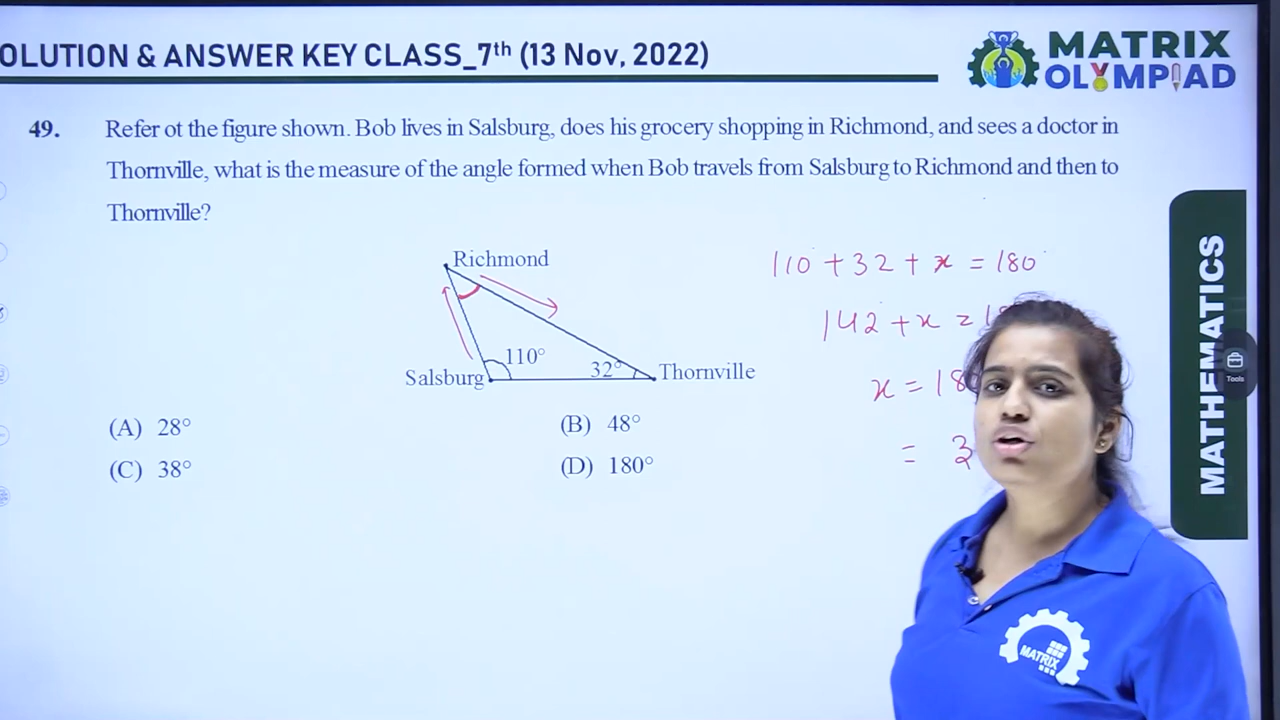 OLUTION & ANSWER KEY CLASS_7th (13 Nov, 2022)
MATRIX
OLYMPIAD
49. Refer ot the figure shown. Bob lives in Salsburg, does his grocery shopping in Richmond, and sees a doctor in
Thornville, what is the measure of the angle formed when Bob travels from Salsburg to Richmond and then to
Thornville?
Richmond
110°
Salsburg
32°
Thornville
110° + 32 + x = 180°
142 + x = 1
x = 18
= 3
(A) 28°
(B) 48°
(C) 38°
(D) 180°
MATHEMATICS
Tools
MATRIX